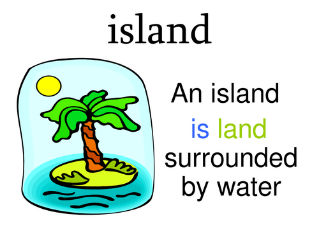 island
An island
is land
surrounded
by water